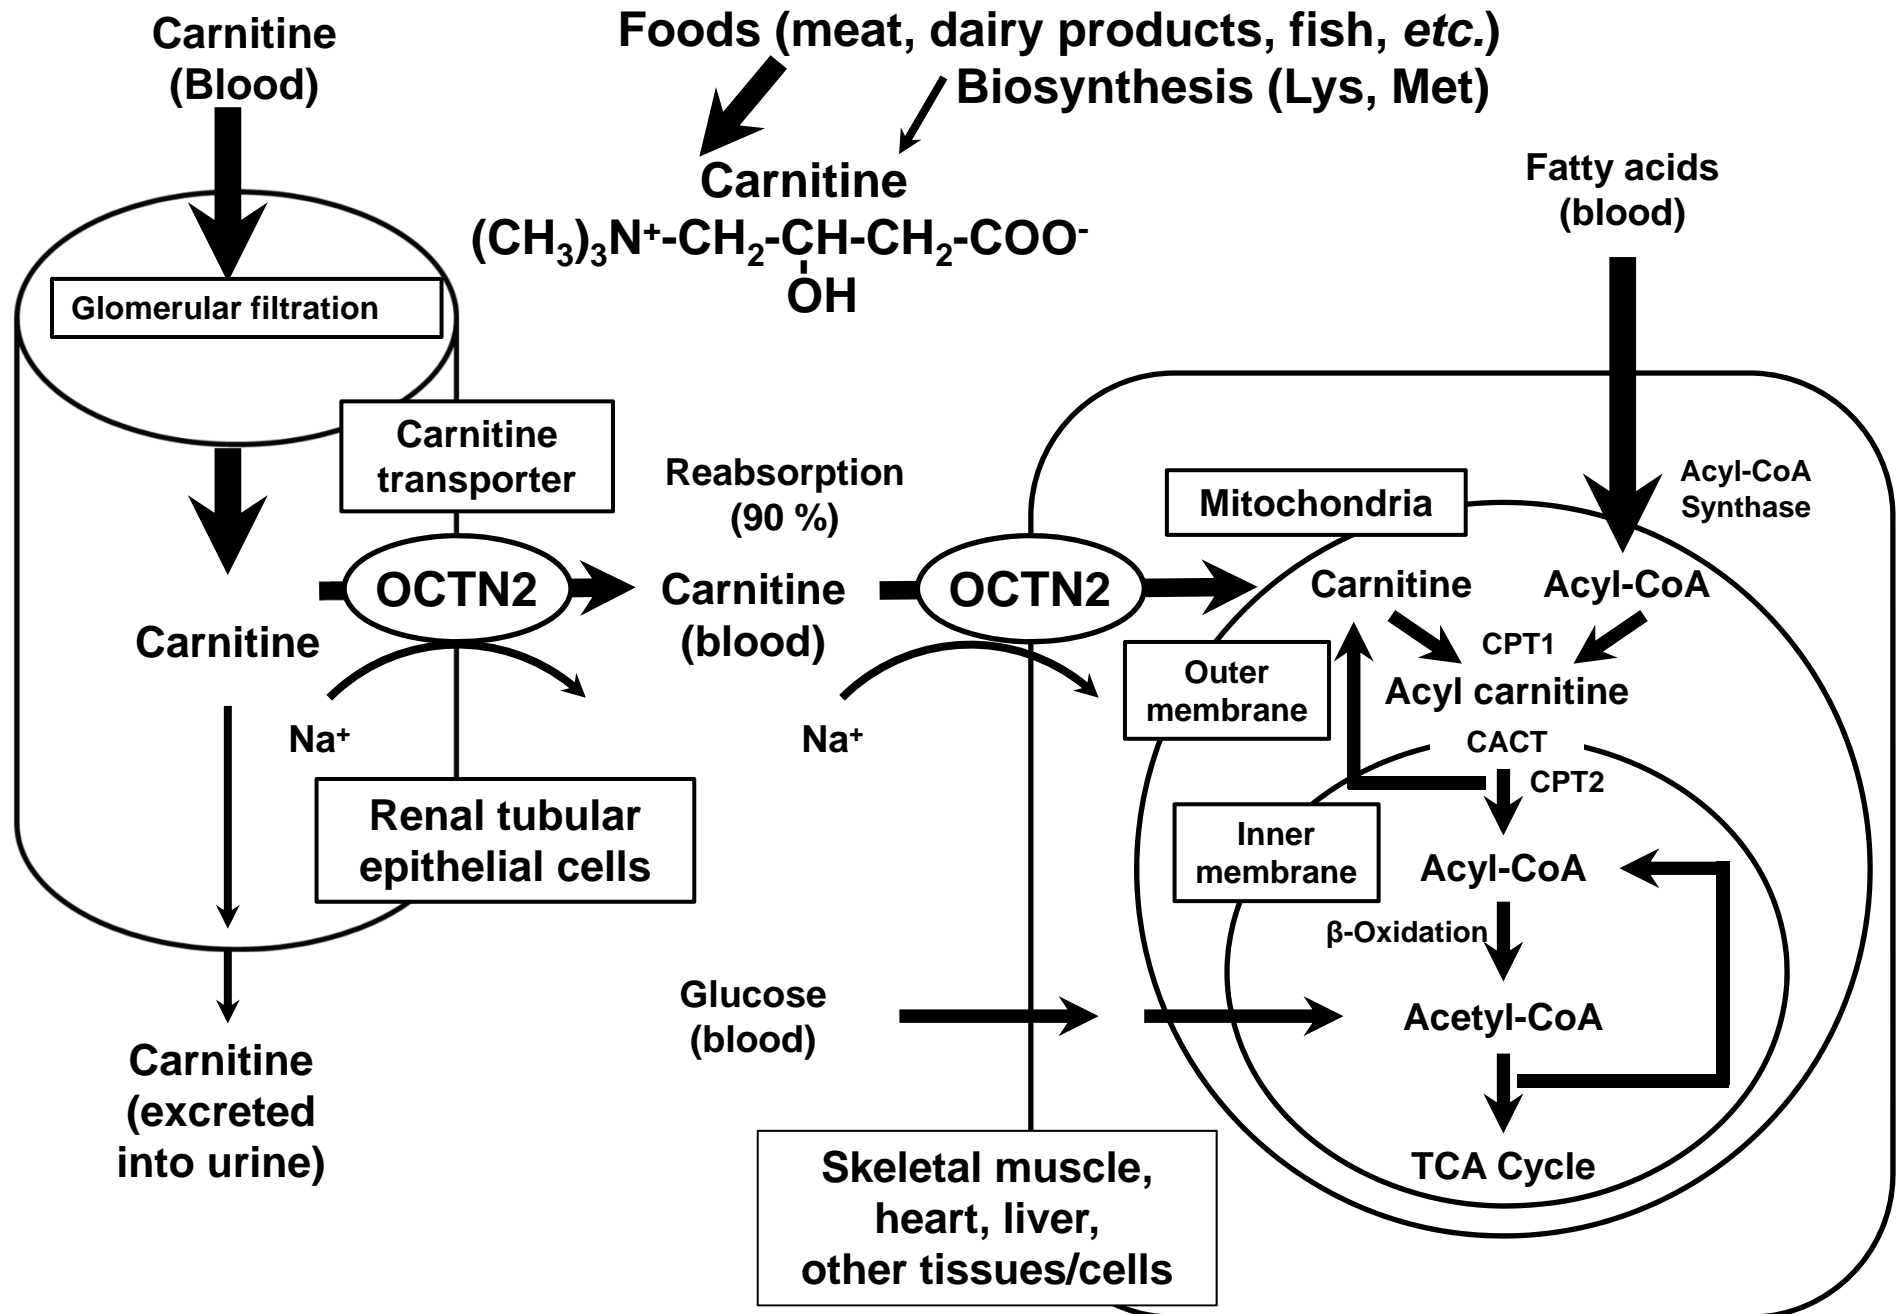 Carnitine
(Blood)
Foods (meat, dairy products, fish, etc.)
Biosynthesis (Lys, Met)
Carnitine
(CH₃)₃N⁺-CH₂-CH-CH₂-COO⁻
OH
Fatty acids
(blood)
Glomerular filtration
Carnitine
transporter
Reabsorption
(90 %)
Mitochondria
Acyl-CoA
Synthase
OCTN2
Carnitine
(blood)
OCTN2
Carnitine
Acyl-CoA
Carnitine
CPT1
Outer
membrane
Acyl carnitine
Na⁺
Na⁺
CACT
CPT2
Renal tubular
epithelial cells
Inner
membrane
Acyl-CoA
β-Oxidation
Glucose
(blood)
Acetyl-CoA
Carnitine
(excreted
into urine)
TCA Cycle
Skeletal muscle,
heart, liver,
other tissues/cells